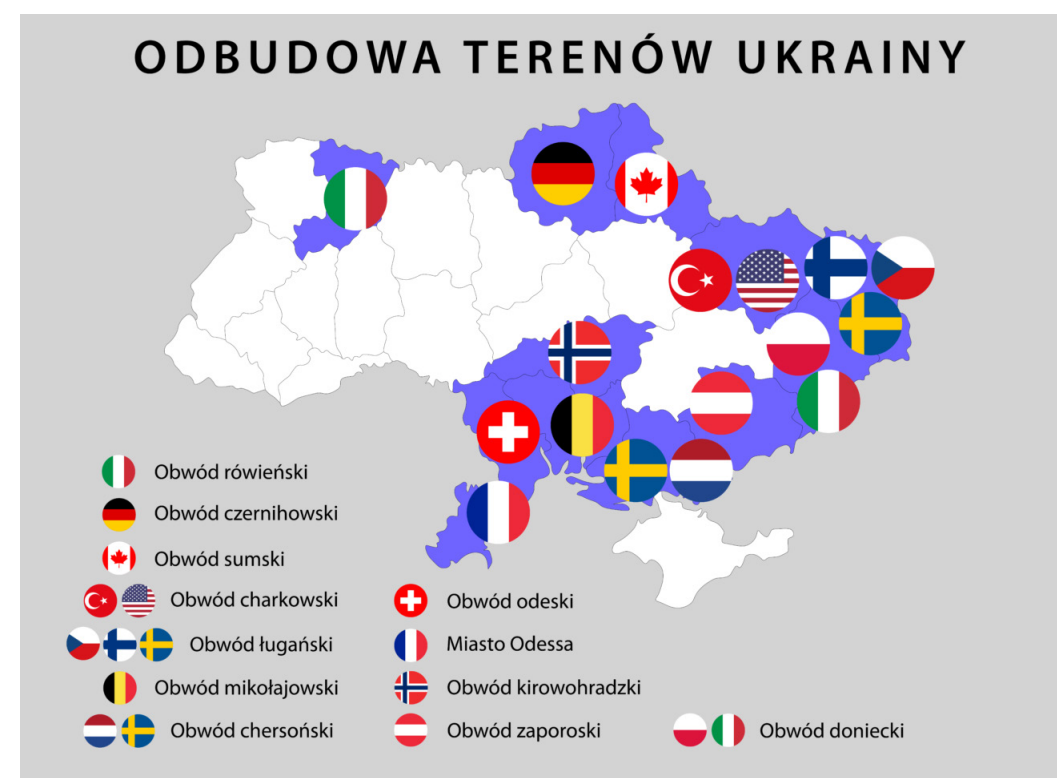 ODBUDOWA TERENÓW UKRAINY
Obwód rówieński
Obwód czernihowski
Obwód sumski
Obwód charkowski
Obwód ługański
Obwód mikołajowski
Obwód chersoński
Obwód odeski
Miasto Odessa
Obwód kirowohradzki
Obwód zaporoski
Obwód doniecki